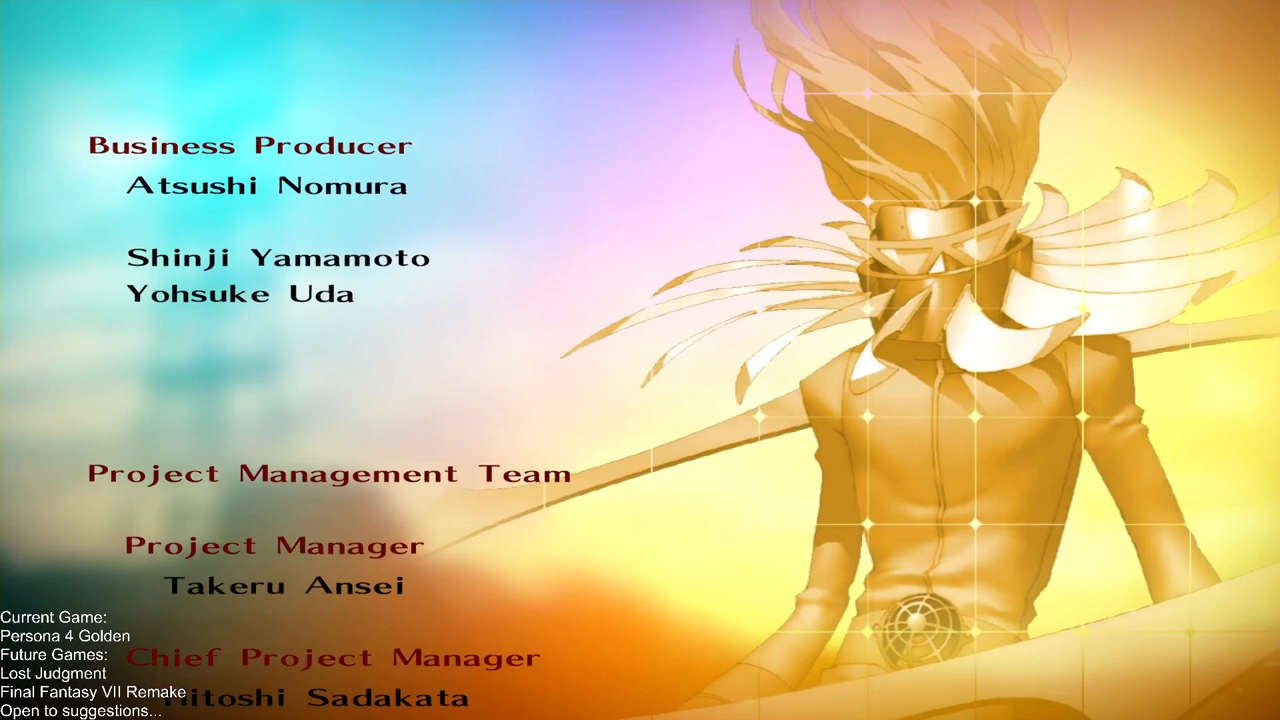 Business Producer
Atsushi Nomura
Shinji Yamamoto
Yohsuke Uda
Project Management Team
Project Manager
Takeru Ansei
Chief Project Manager
Hitoshi Sadakata
Current Game:
Persona 4 Golden
Future Games:
Lost Judgment
Final Fantasy VII Remake
Open to suggestions...